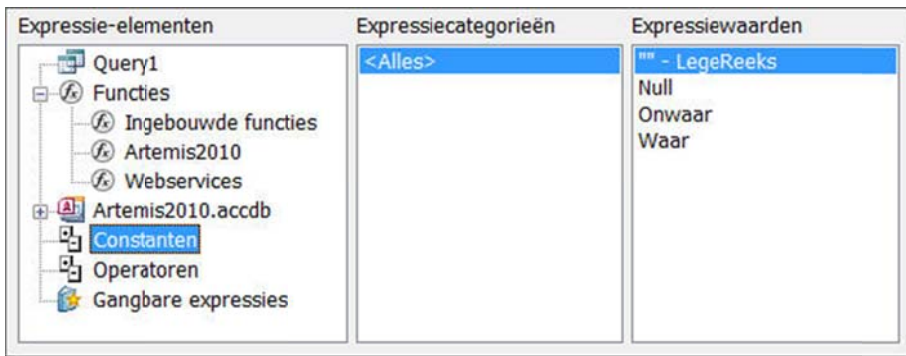 Expressie-elementen
Query1
Functies
Ingebouwde functies
Artemis2010
Webservices
Artemis2010.accdb
Constanten
Operatoren
Gangbare expressies
Expressiecategorieën
<Alles>
Expressiewaarden
"" - LegeReeks
Null
Onwaar
Waar